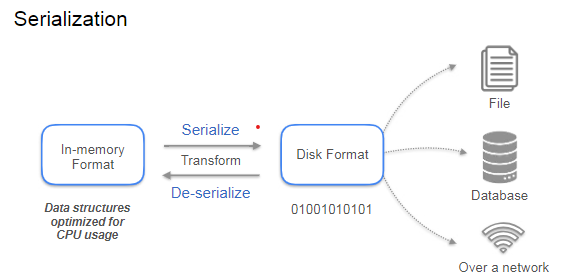 Serialization
Serialize
Transform
De-serialize
In-memory
Format
Data structures
optimized for
CPU usage
Disk Format
01001010101
File
Database
Over a network